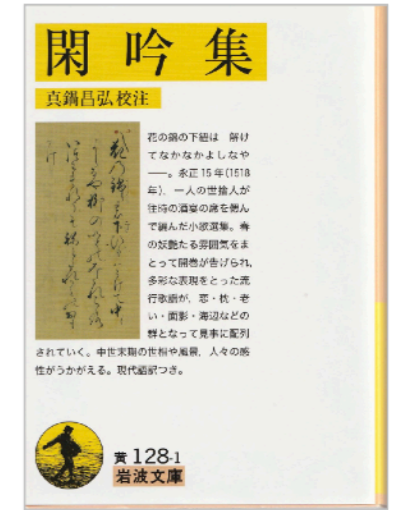 閑吟集
真鍋昌弘校注
花の錦の下紐は 解け
てなかなかよしなや
──。永正15年(1518
年)、一人の世捨人が
往時の酒宴の席を偲ん
で編んだ小歌選集。春
の妖艶たる雰囲気をま
とって開巻が告げられ、
多彩な表現をとった流
行歌謡が、恋・枕・老
い・面影・海辺などの
群となって見事に配列
されていく。中世末期の世相や風景、人々の感
性がうかがえる。現代語訳つき。
黄 128-1
岩波文庫